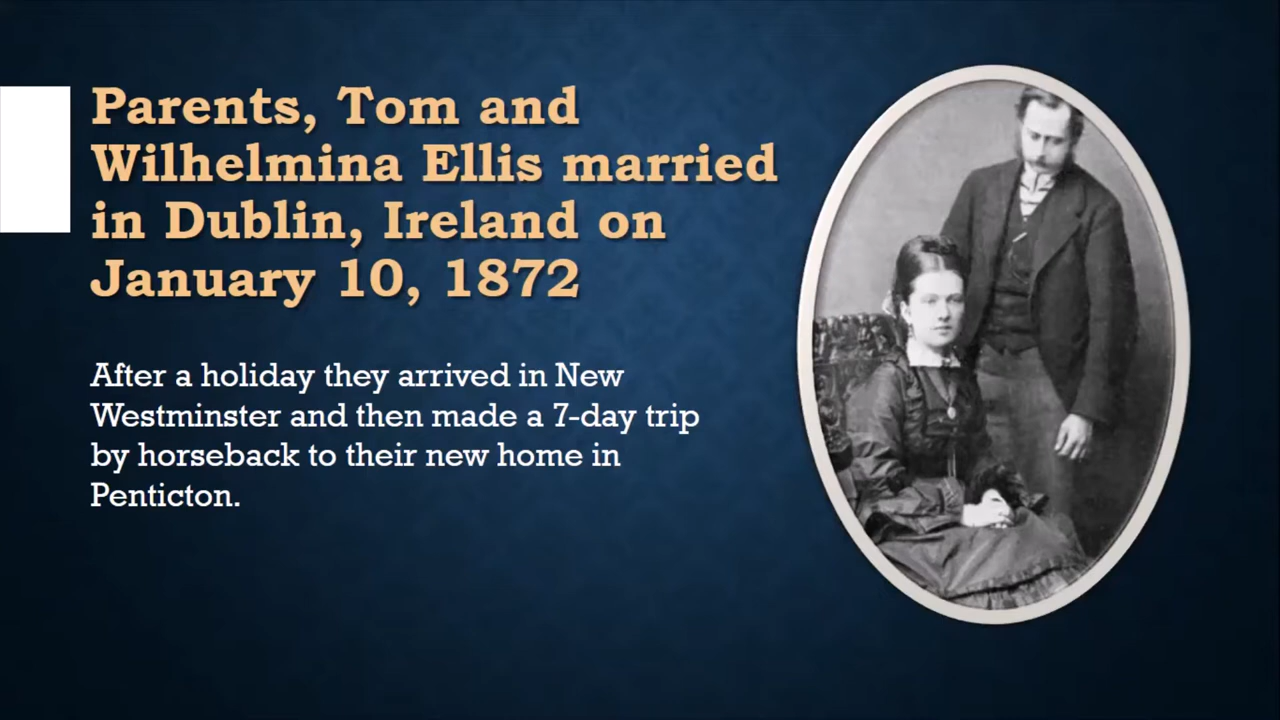 Parents, Tom and
Wilhelmina Ellis married
in Dublin, Ireland on
January 10, 1872
After a holiday they arrived in New
Westminster and then made a 7-day trip
by horseback to their new home in
Penticton.